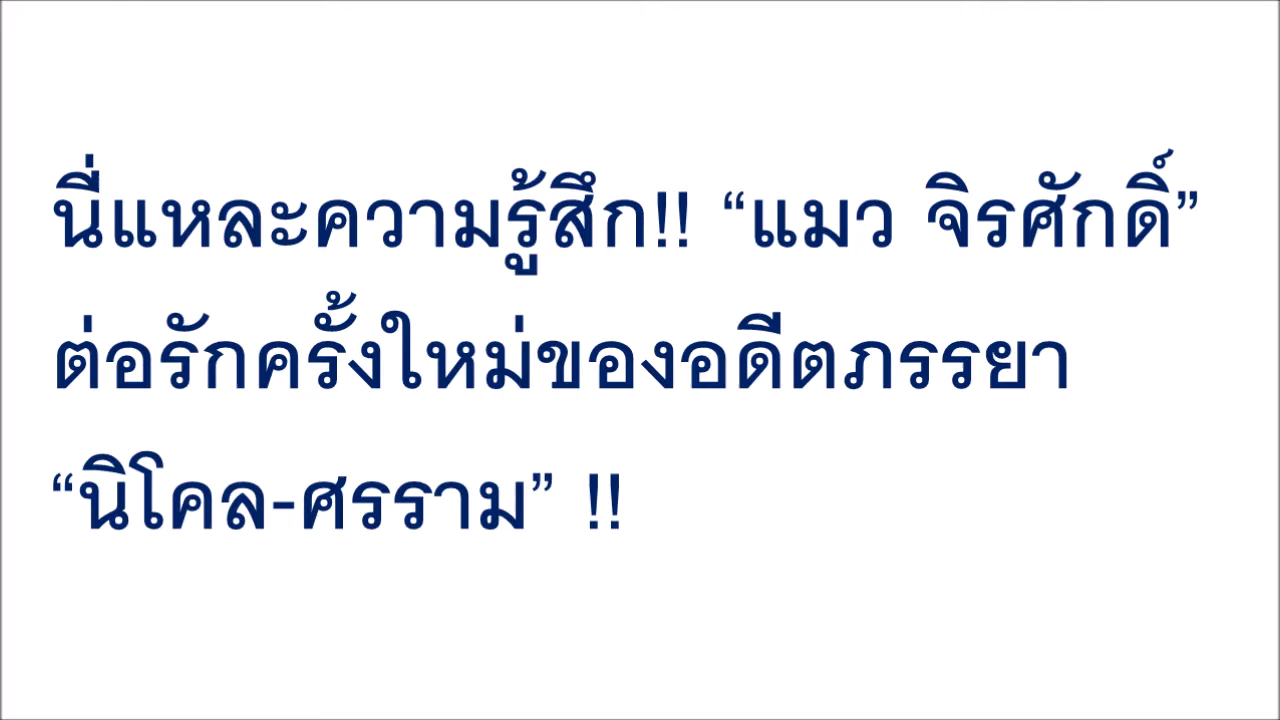 นี่แหละความรู้สึก!! “แมว จิรศักดิ์”
ต่อรักครั้งใหม่ของอดีตภรรยา
“นิโคล-ศรราม” !!